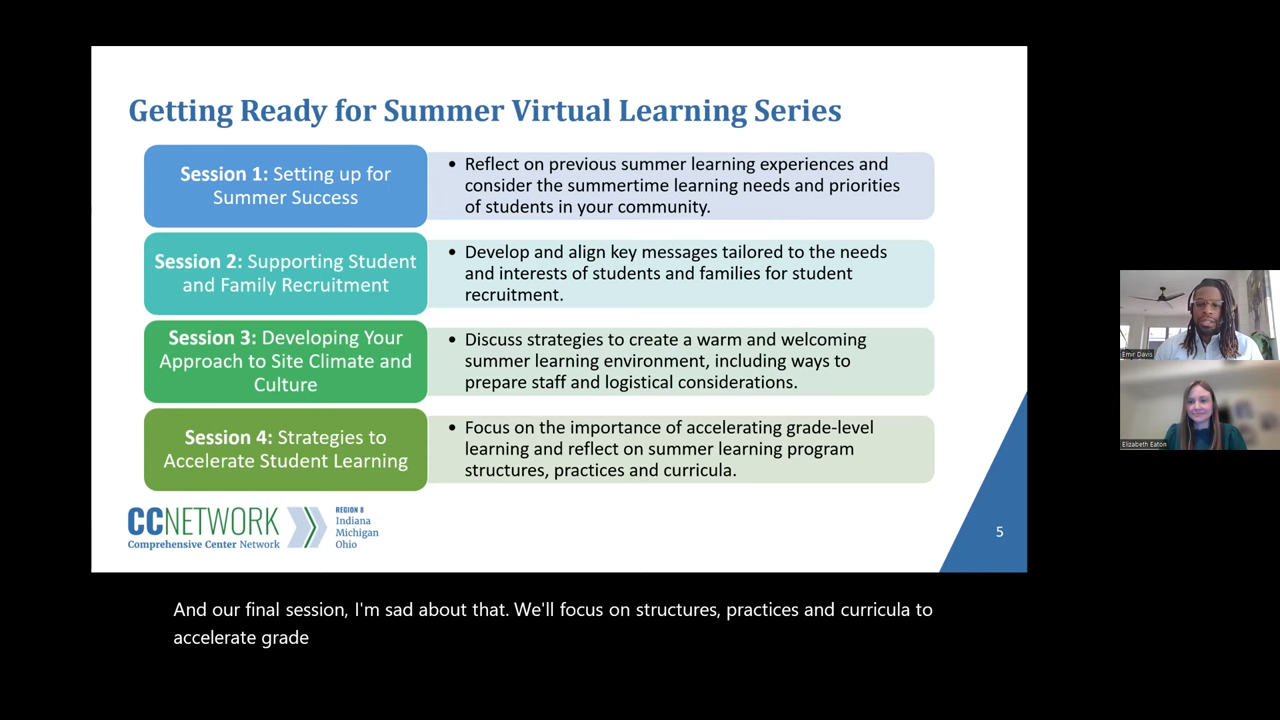 Getting Ready for Summer Virtual Learning Series
Session 1: Setting up for
Summer Success
• Reflect on previous summer learning experiences and
consider the summertime learning needs and priorities
of students in your community.
Session 2: Supporting Student
and Family Recruitment
• Develop and align key messages tailored to the needs
and interests of students and families for student
recruitment.
Session 3: Developing Your
Approach to Site Climate and
Culture
• Discuss strategies to create a warm and welcoming
summer learning environment, including ways to
prepare staff and logistical considerations.
Session 4: Strategies to
Accelerate Student Learning
• Focus on the importance of accelerating grade-level
learning and reflect on summer learning program
structures, practices and curricula.
CCNETWORK
Comprehensive Center Network
REGION 8
Indiana
Michigan
Ohio
5
Emir Davis
Elizabeth Eaton
And our final session, I'm sad about that. We'll focus on structures, practices and curricula to
accelerate grade